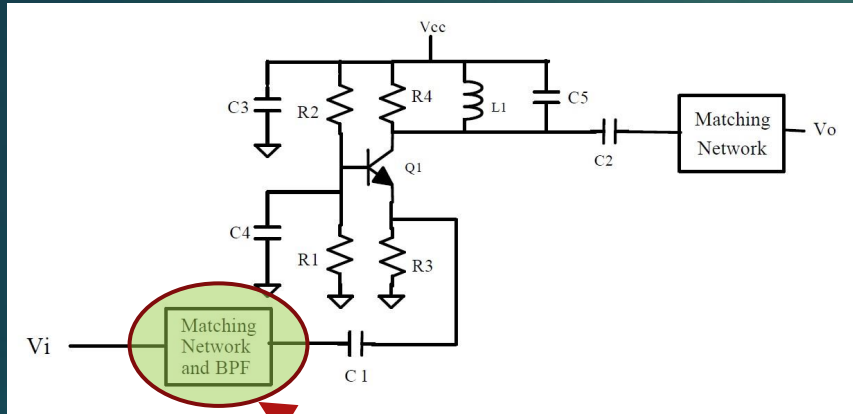 Vcc
C3
R2
R4
L1
C5
Matching
Network
Vo
C2
Q1
C4
R1
R3
Vi
Matching
Network
and BPF
C 1